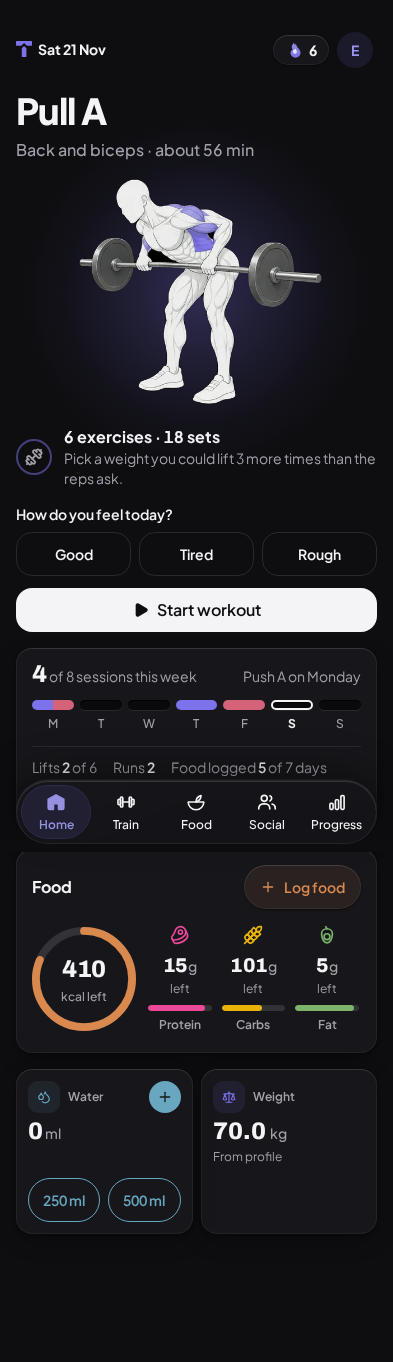 Sat 21 Nov
6
E
Pull A
Back and biceps · about 56 min
6 exercises · 18 sets
Pick a weight you could lift 3 more times than the
reps ask.
How do you feel today?
Good
Tired
Rough
Start workout
4 of 8 sessions this week
Push A on Monday
M
T
W
T
F
S
S
Lifts 2 of 6
Runs 2
Food logged 5 of 7 days
Home
Train
Food
Social
Progress
Food
+ Log food
410
kcal left
15g
left
Protein
101g
left
Carbs
5g
left
Fat
Water
+
0 ml
250 ml
500 ml
Weight
70.0 kg
From profile